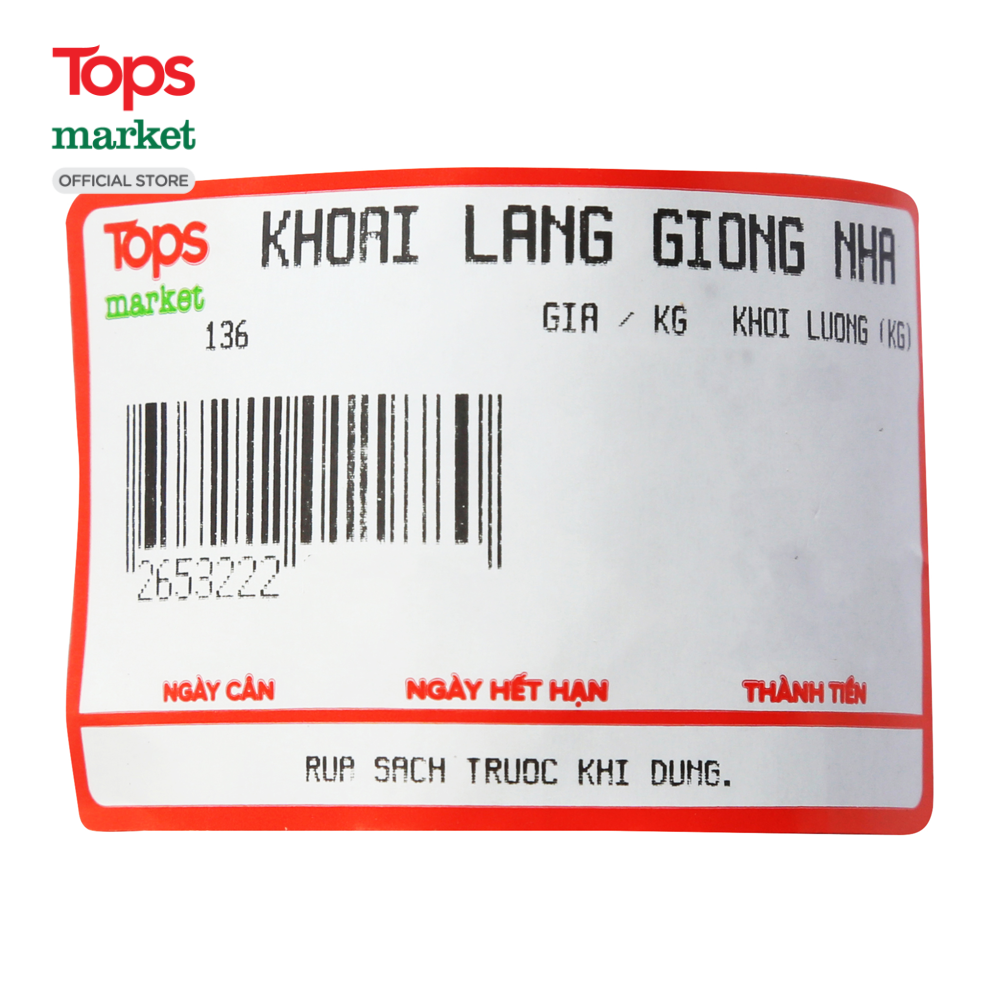 Tops
market
OFFICIAL STORE
Tops
market
KHOAI LANG GIONG NHA
136
GIA / KG KHOI LUONG (KG)
2653222
NGÀY CÂN NGÀY HẾT HẠN THÀNH TIỀN
RUA SACH TRUOC KHI DUNG.